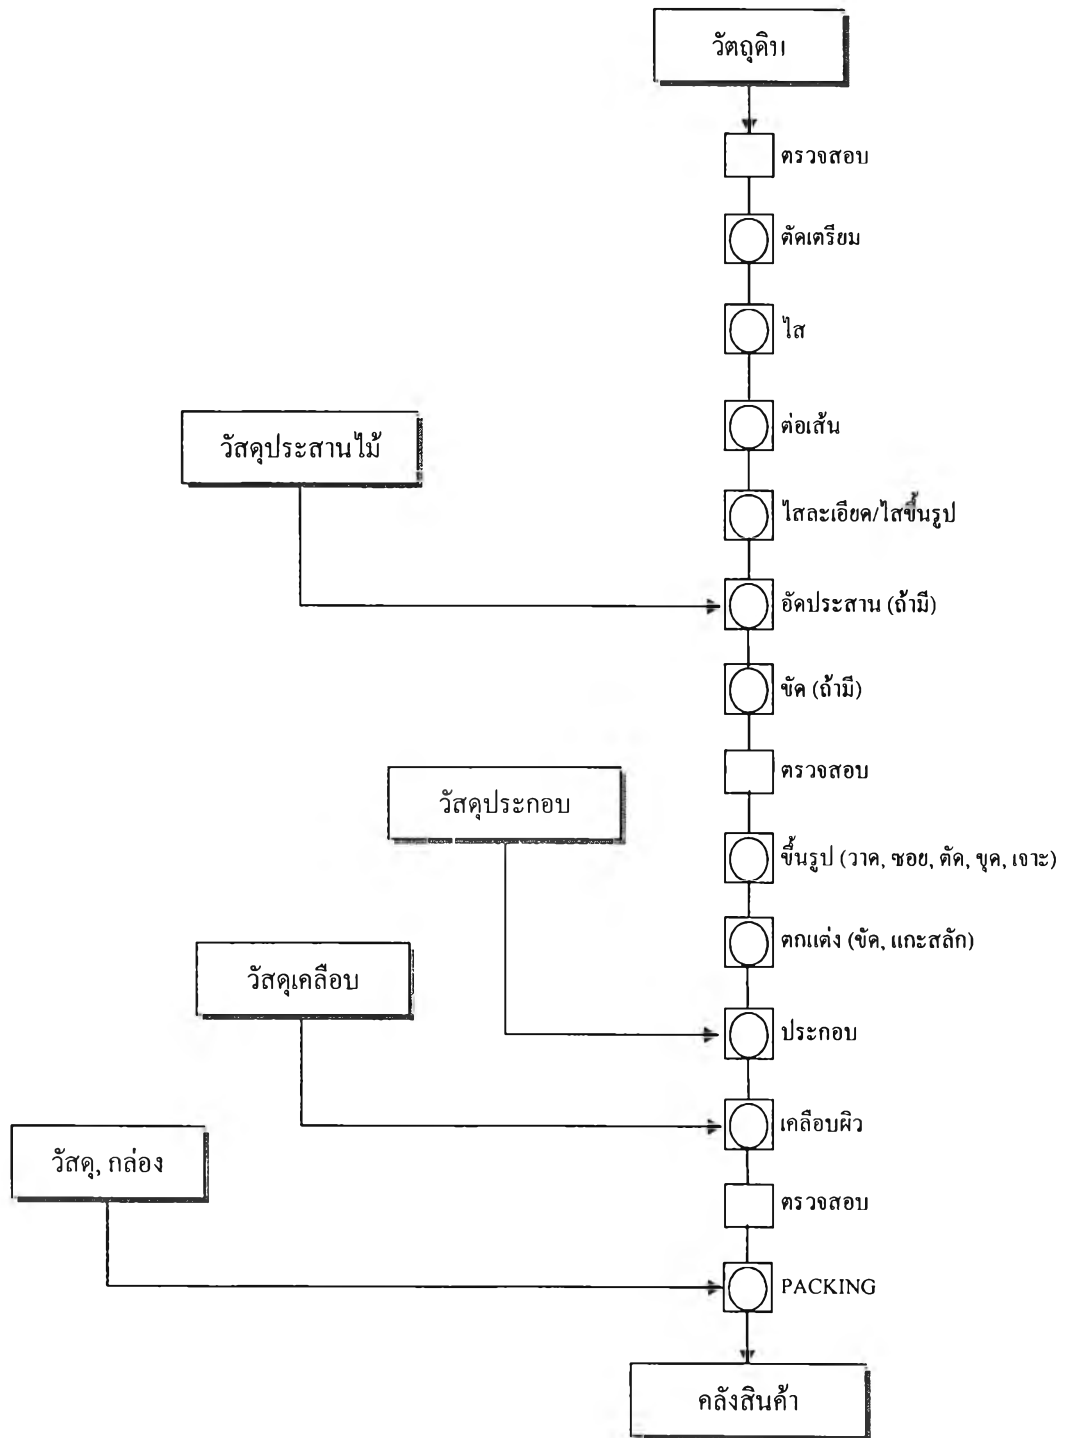 วัตถุดิบ
ตรวจสอบ
ตัดเตรียม
ไส
ต่อเส้น
วัสดุประสานไม้
ไสละเอียด/ไสขึ้นรูป
อัดประสาน (ถ้ามี)
ขัด (ถ้ามี)
ตรวจสอบ
วัสดุประกอบ
ขึ้นรูป (วาด, ซอย, ตัด, ขุด, เจาะ)
ตกแต่ง (ขัด, แกะสลัก)
วัสดุเคลือบ
ประกอบ
เคลือบผิว
วัสดุ, กล่อง
ตรวจสอบ
PACKING
คลังสินค้า